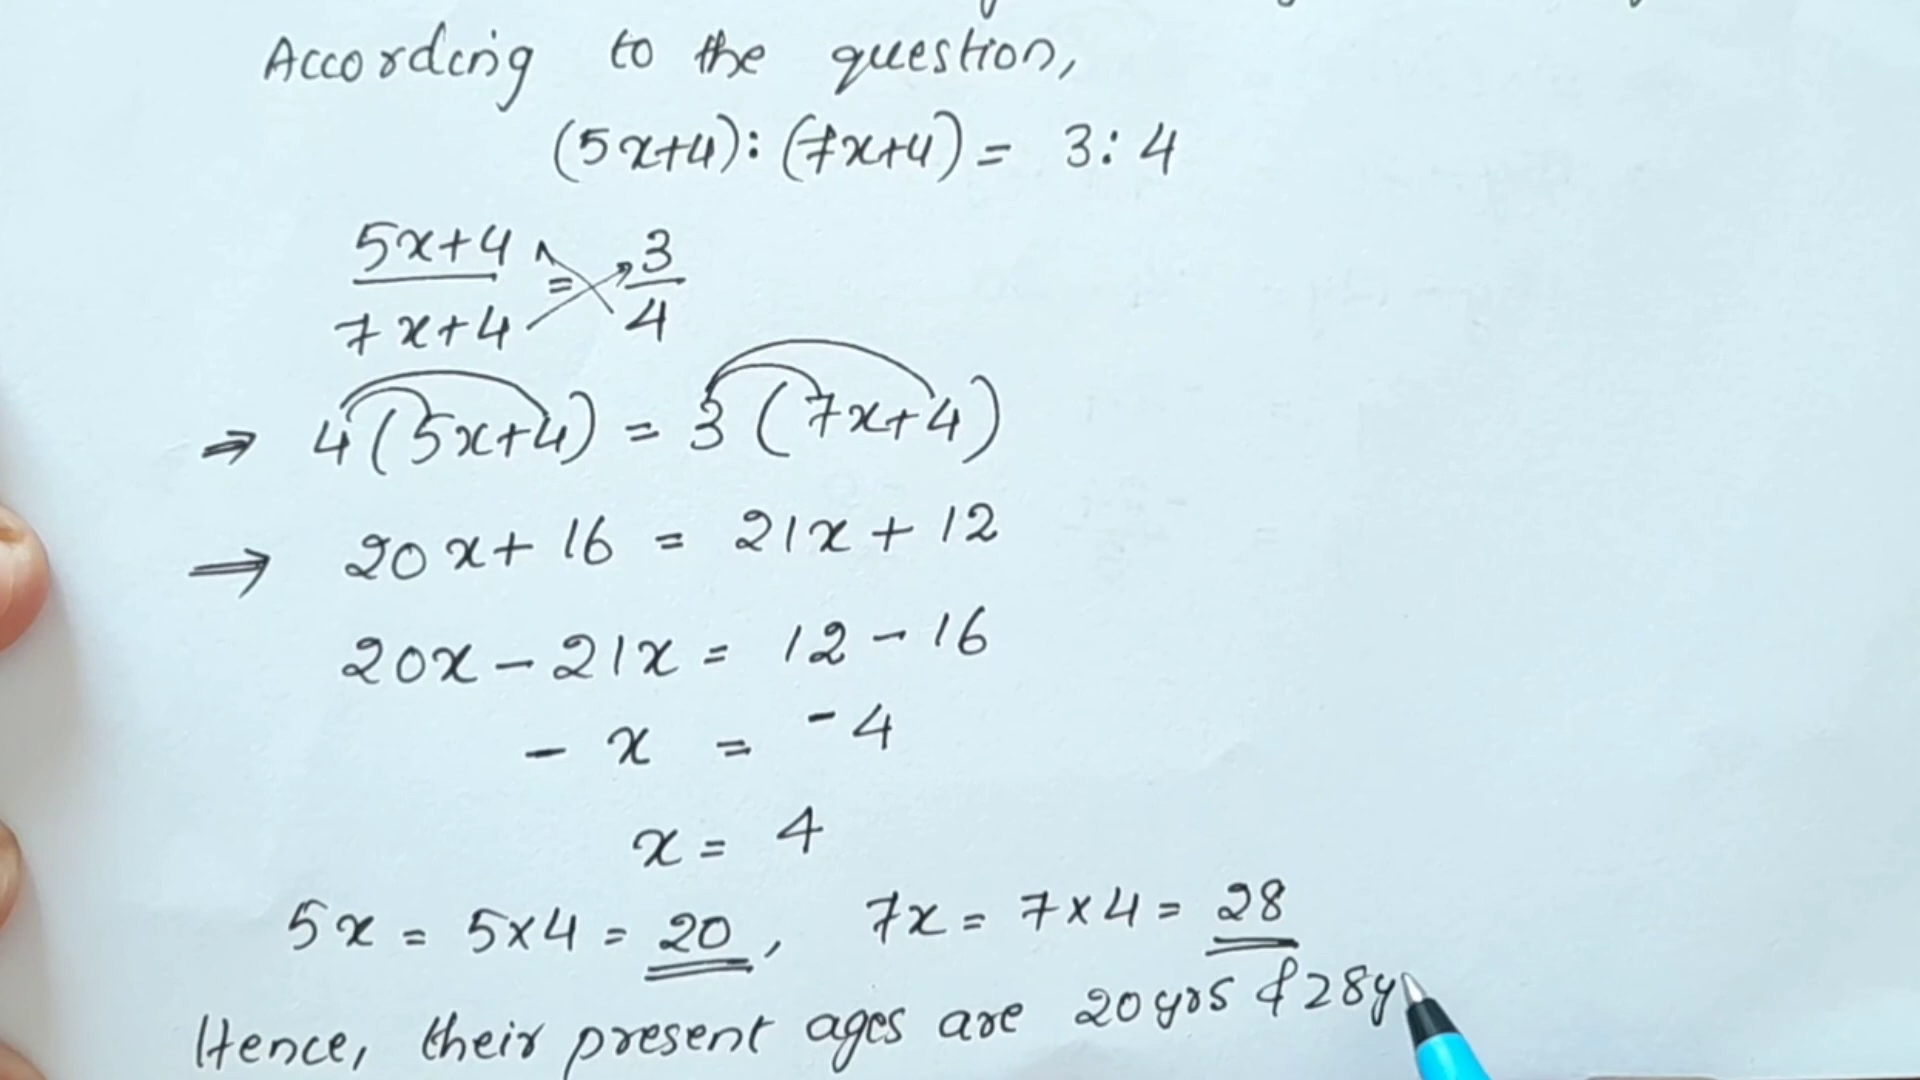 According to the question,
(5x+4) : (7x+4) = 3 : 4
5x+4 = 3
7x+4   4
⇒ 4(5x+4) = 3(7x+4)
⇒ 20x + 16 = 21x + 12
20x - 21x = 12 - 16
- x = -4
x = 4
5x = 5×4 = 20, 7x = 7×4 = 28
Hence, their present ages are 20yrs & 28y